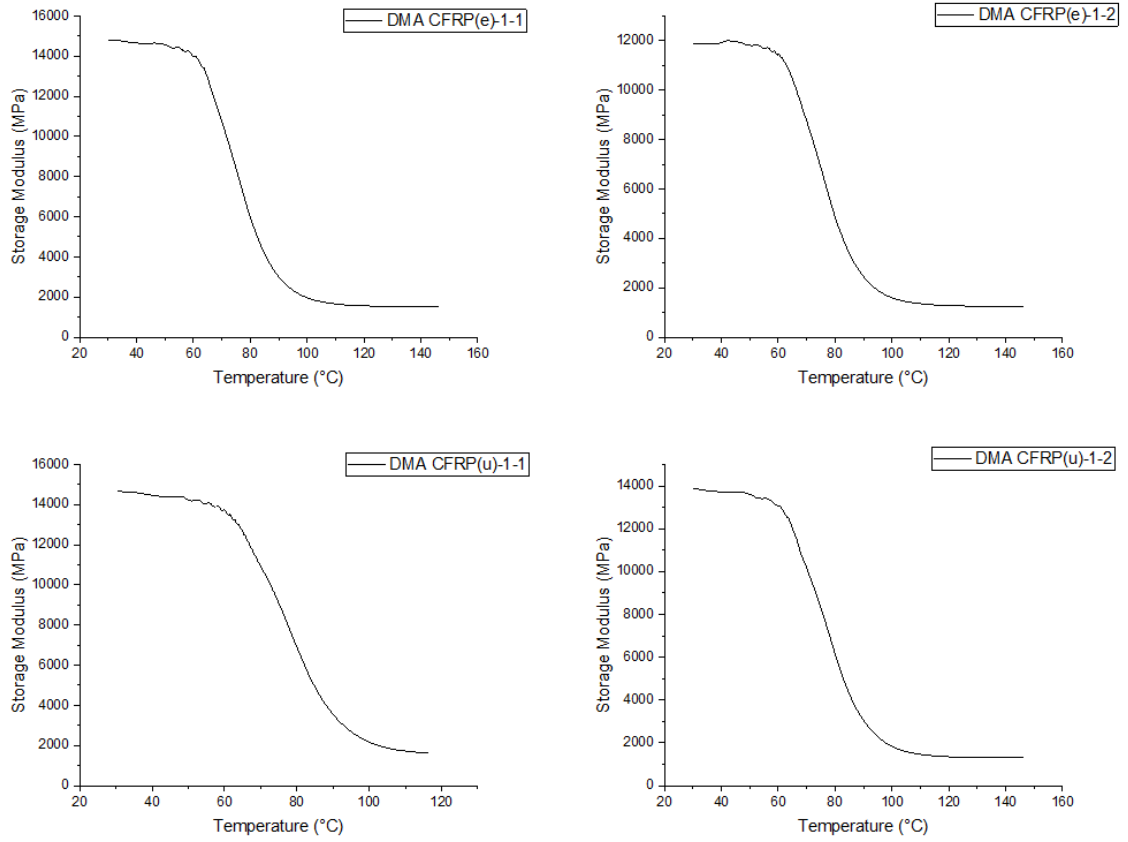 DMA CFRP(e)-1-1
Storage Modulus (MPa)
16000
14000
12000
10000
8000
6000
4000
2000
0
20 40 60 80 100 120 140 160
Temperature (°C)
DMA CFRP(e)-1-2
Storage Modulus (MPa)
12000
10000
8000
6000
4000
2000
0
20 40 60 80 100 120 140 160
Temperature (°C)
DMA CFRP(u)-1-1
Storage Modulus (MPa)
16000
14000
12000
10000
8000
6000
4000
2000
0
20 40 60 80 100 120
Temperature (°C)
DMA CFRP(u)-1-2
Storage Modulus (MPa)
14000
12000
10000
8000
6000
4000
2000
0
20 40 60 80 100 120 140 160
Temperature (°C)